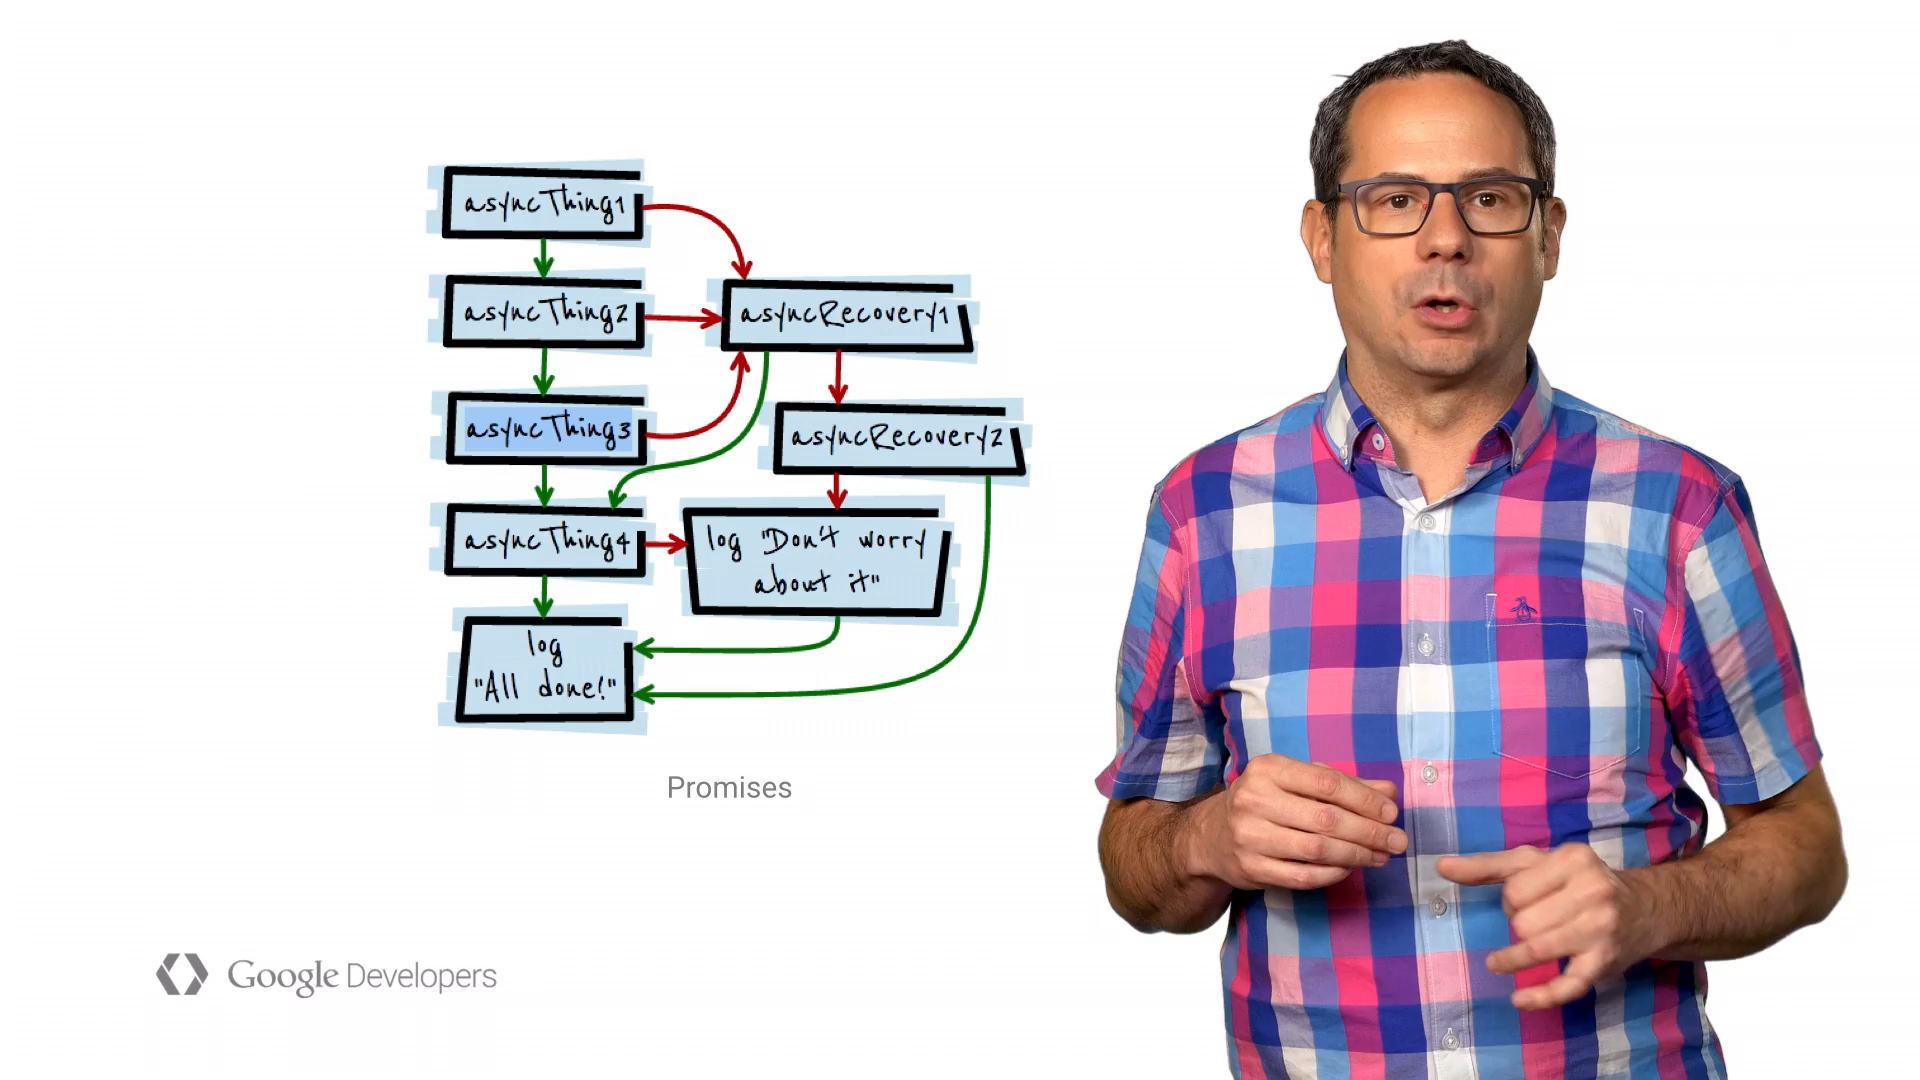 asyncThing1
asyncThing2
asyncRecovery1
asyncThing3
asyncRecovery2
asyncThing4
log "Don't worry
about it"
log
"All done!"
Promises
Google Developers